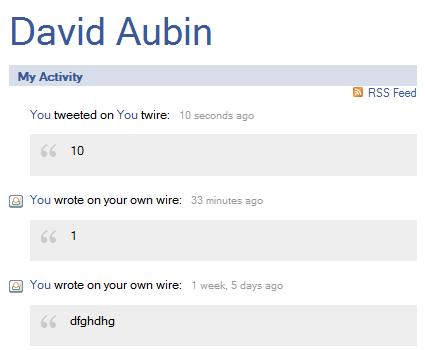 David Aubin
My Activity
RSS Feed
You tweeted on You twire: 10 seconds ago
10
You wrote on your own wire: 33 minutes ago
1
You wrote on your own wire: 1 week, 5 days ago
dfghdhg